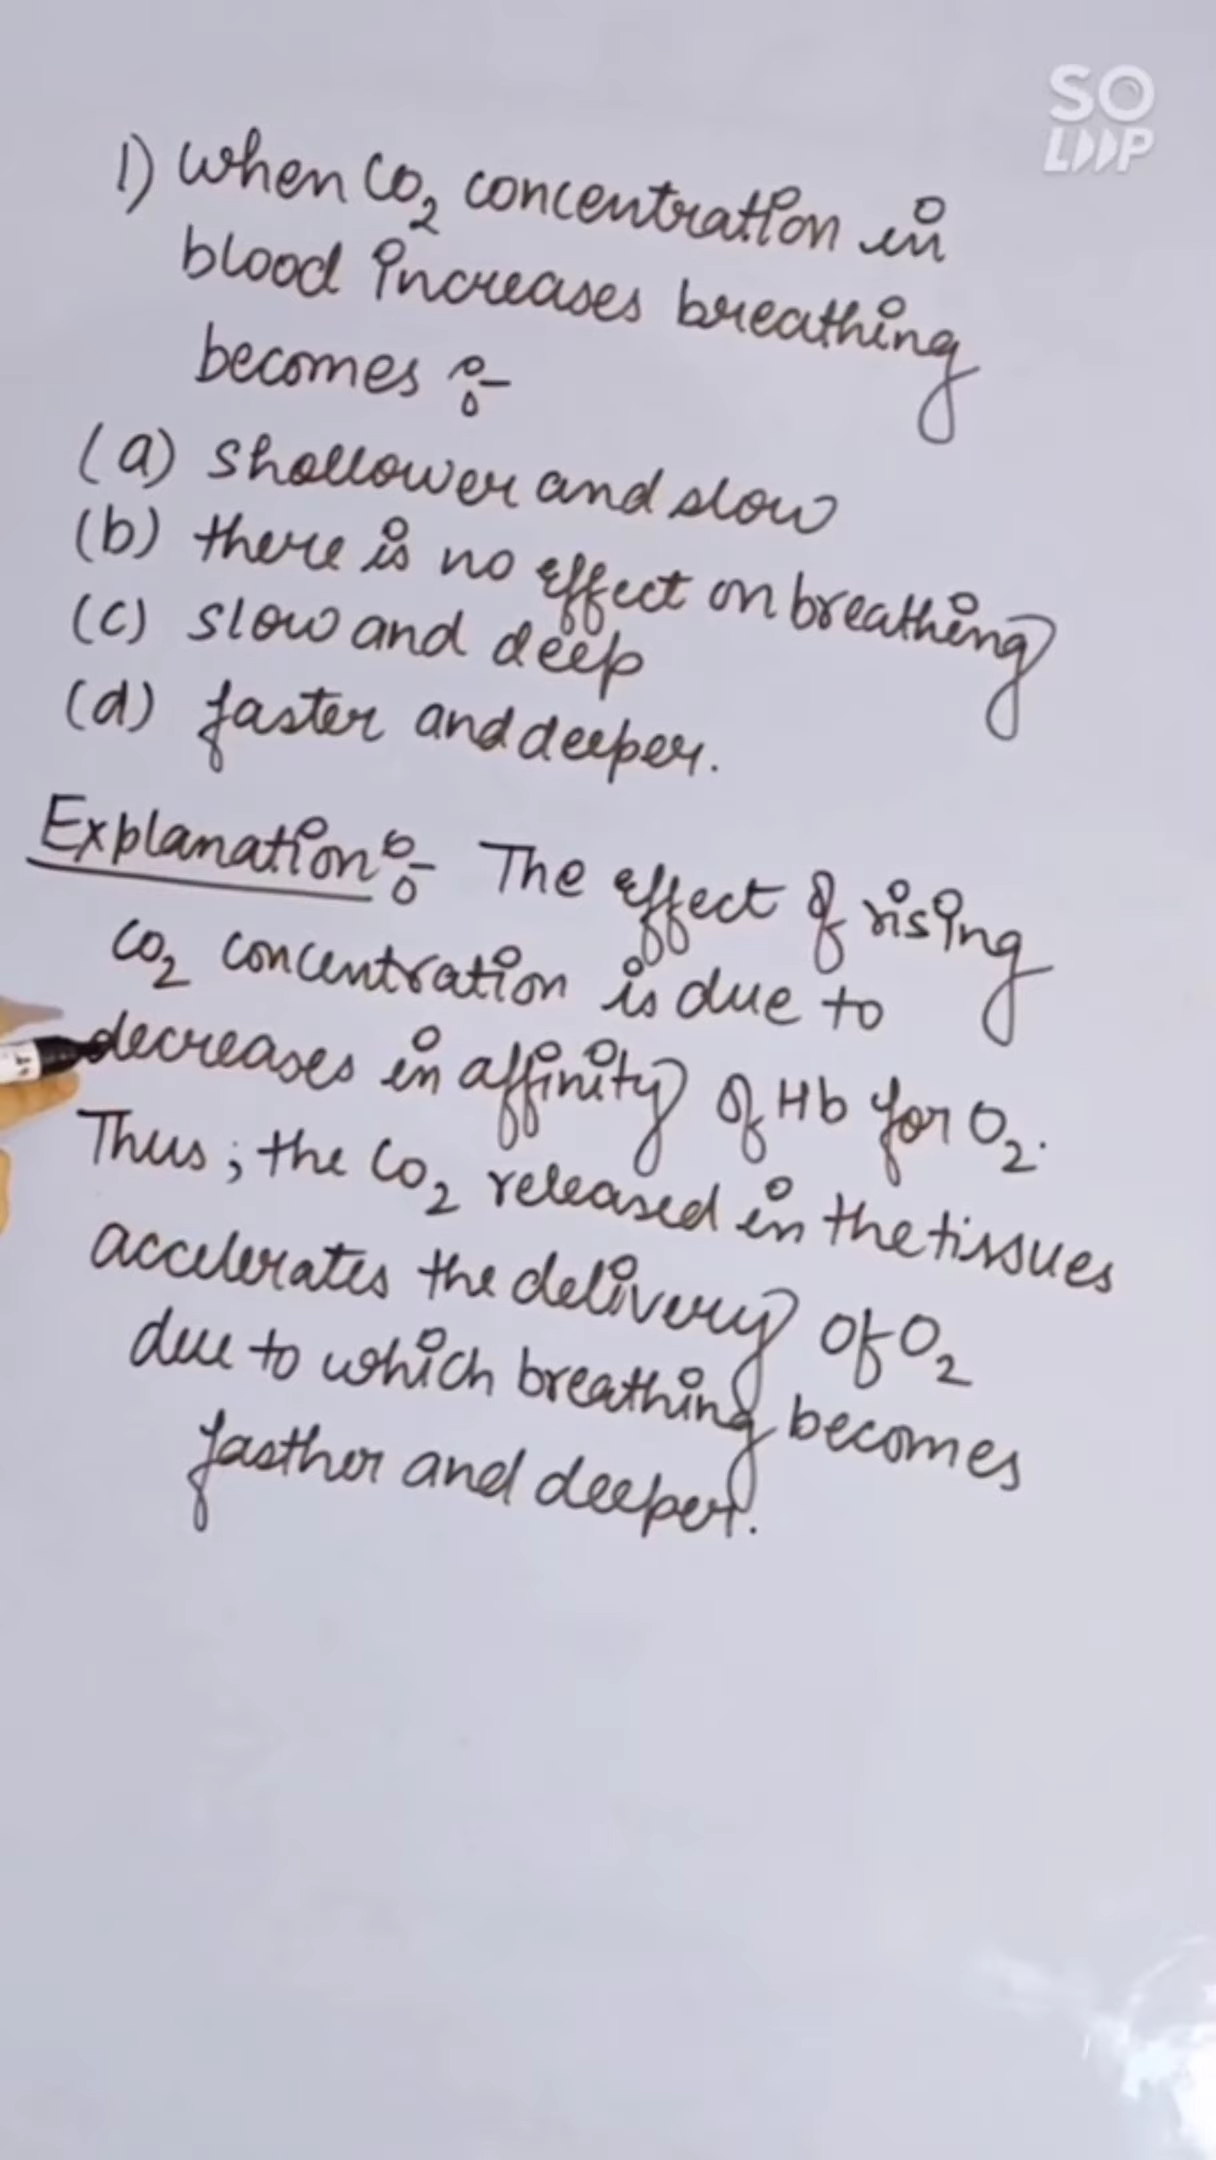 SO
LOOP
1) When CO2 concentration in
blood increases breathing
becomes :-
(a) shallower and slow
(b) there is no effect on breathing
(c) slow and deep
(d) faster and deeper.
Explanation :- The effect of rising
CO2 concentration is due to
decreases in affinity of Hb for O2.
Thus; the CO2 released in the tissues
accelerates the delivery of O2
due to which breathing becomes
fasther and deeper.